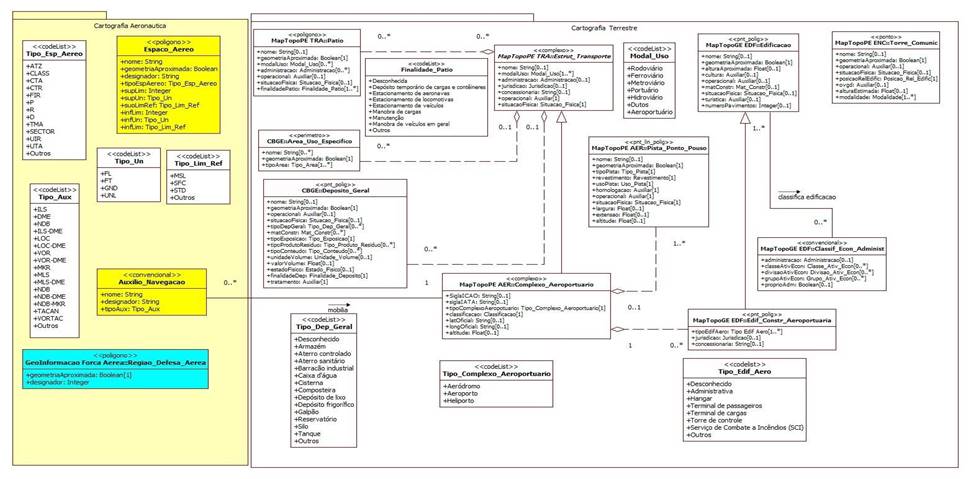 Cartografia Aeronautica
<<codeList>>
Tipo_Esp_Aereo
+ATZ
+CLASS
+CTA
+CTR
+FIR
+P
+R
+D
+TMA
+SECTOR
+UIR
+UTA
+Outros
<<poligono>>
Espaco_Aereo
+nome: String
+geometriaAproximada: Boolean
+designador: String
+tipoEspAereo: Tipo_Esp_Aereo
+supLim: Integer
+supLim: Tipo_Un
+sumLimRef: Tipo_Lim_Ref
+infLim: Integer
+infLim: Tipo_Un
+infLim: Tipo_Lim_Ref
<<codeList>>
Tipo_Un
+FL
+FT
+GND
+UNL
<<codeList>>
Tipo_Lim_Ref
+MSL
+SFC
+STD
+Outros
<<codeList>>
Tipo_Aux
+ILS
+DME
+NDB
+ILS-DME
+LOC
+LOC-DME
+VOR
+VOR-DME
+MKR
+MLS
+MLS-DME
+NDB
+NDB-DME
+NDB-MKR
+TACAN
+VORTAC
+Outros
<<convencional>>
Auxilio_Navegacao
+nome: String
+designador: String
+tipoAux: Tipo_Aux
<<poligono>>
GeoInformacao Forca Aerea::Regiao_Defesa_Aerea
+geometriaAproximada: Boolean[1]
+designador: Integer
Cartografia Terrestre
<<poligono>>
MapTopoPE TRA::Patio
+nome: String[0..1]
+geometriaAproximada: Boolean[1]
+modalUso: Modal_Uso[0..*]
+administracao: Administracao[0..*]
+operacional: Auxiliar[1]
+situacaoFisica: Situacao_Fisica[1]
+finalidadePatio: Finalidade_Patio[1..*]
0..*
0..*
<<codeList>>
Finalidade_Patio
+Desconhecida
+Depósito temporário de cargas e contêineres
+Estacionamento de aeronaves
+Estacionamento de locomotivas
+Estacionamento de veículos
+Manobra de cargas
+Manutenção
+Manobra de veículos em geral
+Outros
<<complexo>>
MapTopoPE TRA::Estrut_Transporte
+nome: String[0..1]
+modalUso: Modal_Uso[1..*]
+administracao: Administracao[0..1]
+jurisdicao: Jurisdicao[0..1]
+concessionaria: String[0..1]
+operacional: Auxiliar[1]
+situacaoFisica: Situacao_Fisica[1]
0..1
0..1
<<codeList>>
Modal_Uso
+Rodoviário
+Ferroviário
+Metroviário
+Portuário
+Hidroviário
+Outos
+Aeroportuário
<<pnt_polig>>
MapTopoGE EDF::Edificacao
+nome: String[0..1]
+geometriaAproximada: Boolean[1]
+alturaAproximada: Float[0..1]
+cultura: Auxiliar[0..1]
+operacional: Auxiliar[0..1]
+matConstr: Mat_Constr[0..1]
+situacaoFisica: Situacao_Fisica[0..1]
+turistica: Auxiliar[0..1]
+numeroPavimentos: Integer[0..1]
1..*
<<ponto>>
MapTopoPE ENC::Torre_Comunic
+nome: String[0..1]
+geometriaAproximada: Boolean[1]
+operacional: Auxiliar[0..1]
+situacaoFisica: Situacao_Fisica[0..1]
+posicaoRelEdific: Posicao_Rel_Edific[1]
+ovgd: Auxiliar[0..1]
+alturaEstimada: Float[0..1]
+modalidade: Modalidade[1..*]
<<perimetro>>
CBGE::Area_Uso_Especifico
+nome: String[0..1]
+geometriaAproximada: Boolean[1]
+tipoArea: Tipo_Area[1..*]
0..*
<<pnt_polig>>
CBGE::Deposito_Geral
+nome: String[0..1]
+geometriaAproximada: Boolean[1]
+operacional: Auxiliar[0..1]
+situacaoFisica: Situacao_Fisica[0..1]
+tipoDepGeral: Tipo_Dep_Geral[0..*]
+matConstr: Mat_Constr[0..*]
+tipoExposicao: Tipo_Exposicao[1]
+tipoProdutoResiduo: Tipo_Produto_Residuo[0..*]
+tipoConteudo: Tipo_Conteudo[0..*]
+unidadeVolume: Unidade_Volume[0..*]
+valorVolume: Float[0..1]
+estadoFisico: Estado_Fisico[0..1]
+finalidadeDep: Finalidade_Deposito[1]
+tratamento: Auxiliar[1]
0..*
<<pnt_lin_polig>>
MapTopoPE AER::Pista_Ponto_Pouso
+nome: String[0..1]
+geometriaAproximada: Boolean[1]
+tipoPista: Tipo_Pista[1]
+revestimento: Revestimento[1]
+usoPista: Uso_Pista[1]
+homologacao: Auxiliar[1]
+operacional: Auxiliar[1]
+situacaoFisica: Situacao_Fisica[1]
+largura: Float[0..1]
+extensao: Float[0..1]
+altitude: Float[0..1]
1..*
classifica edificacao
0..*
<<convencional>>
MapTopoGE EDF::Classif_Econ_Administ
+administracao: Administracao[0..1]
+classeAtivEcon: Classe_Ativ_Econ[0..*]
+divisaoAtivEcon: Divisao_Ativ_Econ[0..*]
+grupoAtivEcon: Grupo_Ativ_Econ[0..*]
+proprioAdm: Boolean[0..1]
1
<<complexo>>
MapTopoPE AER::Complexo_Aeroportuario
+SiglaICAO: String[0..1]
+siglaIATA: String[0..1]
+tipoComplexoAeroportuario: Tipo_Complexo_Aeroportuario[1]
+classificacao: Classificacao[1]
+latOficial: String[0..1]
+longOficial: String[0..1]
+altitude: Float[0..1]
0..1
1
mobilia
<<codeList>>
Tipo_Dep_Geral
+Desconhecido
+Armazém
+Aterro controlado
+Aterro sanitário
+Barracão industrial
+Caixa d'água
+Cisterna
+Composteira
+Depósito de lixo
+Depósito frigorífico
+Galpão
+Reservatório
+Silo
+Tanque
+Outros
<<codeList>>
Tipo_Complexo_Aeroportuario
+Aeródromo
+Aeroporto
+Heliporto
0..*
<<pnt_polig>>
MapTopoGE EDF::Edif_Constr_Aeroportuaria
+tipoEdifAero: Tipo Edif Aero[1..*]
+jurisdicao: Jurisdicao[0..1]
+concessionaria: String[0..1]
<<codelist>>
Tipo_Edif_Aero
+Desconhecido
+Administrativa
+Hangar
+Terminal de passageiros
+Terminal de cargas
+Torre de controle
+Serviço de Combate a Incêndios (SCI)
+Outros